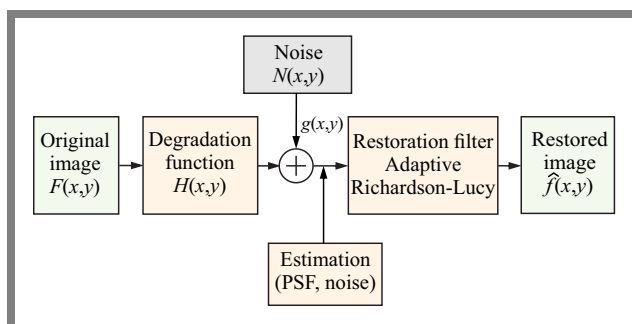 Noise
N(x,y)
g(x,y)
Original
image
F(x,y)
Degradation
function
H(x,y)
Restoration filter
Adaptive
Richardson-Lucy
Restored
image
f̂(x,y)
Estimation
(PSF, noise)